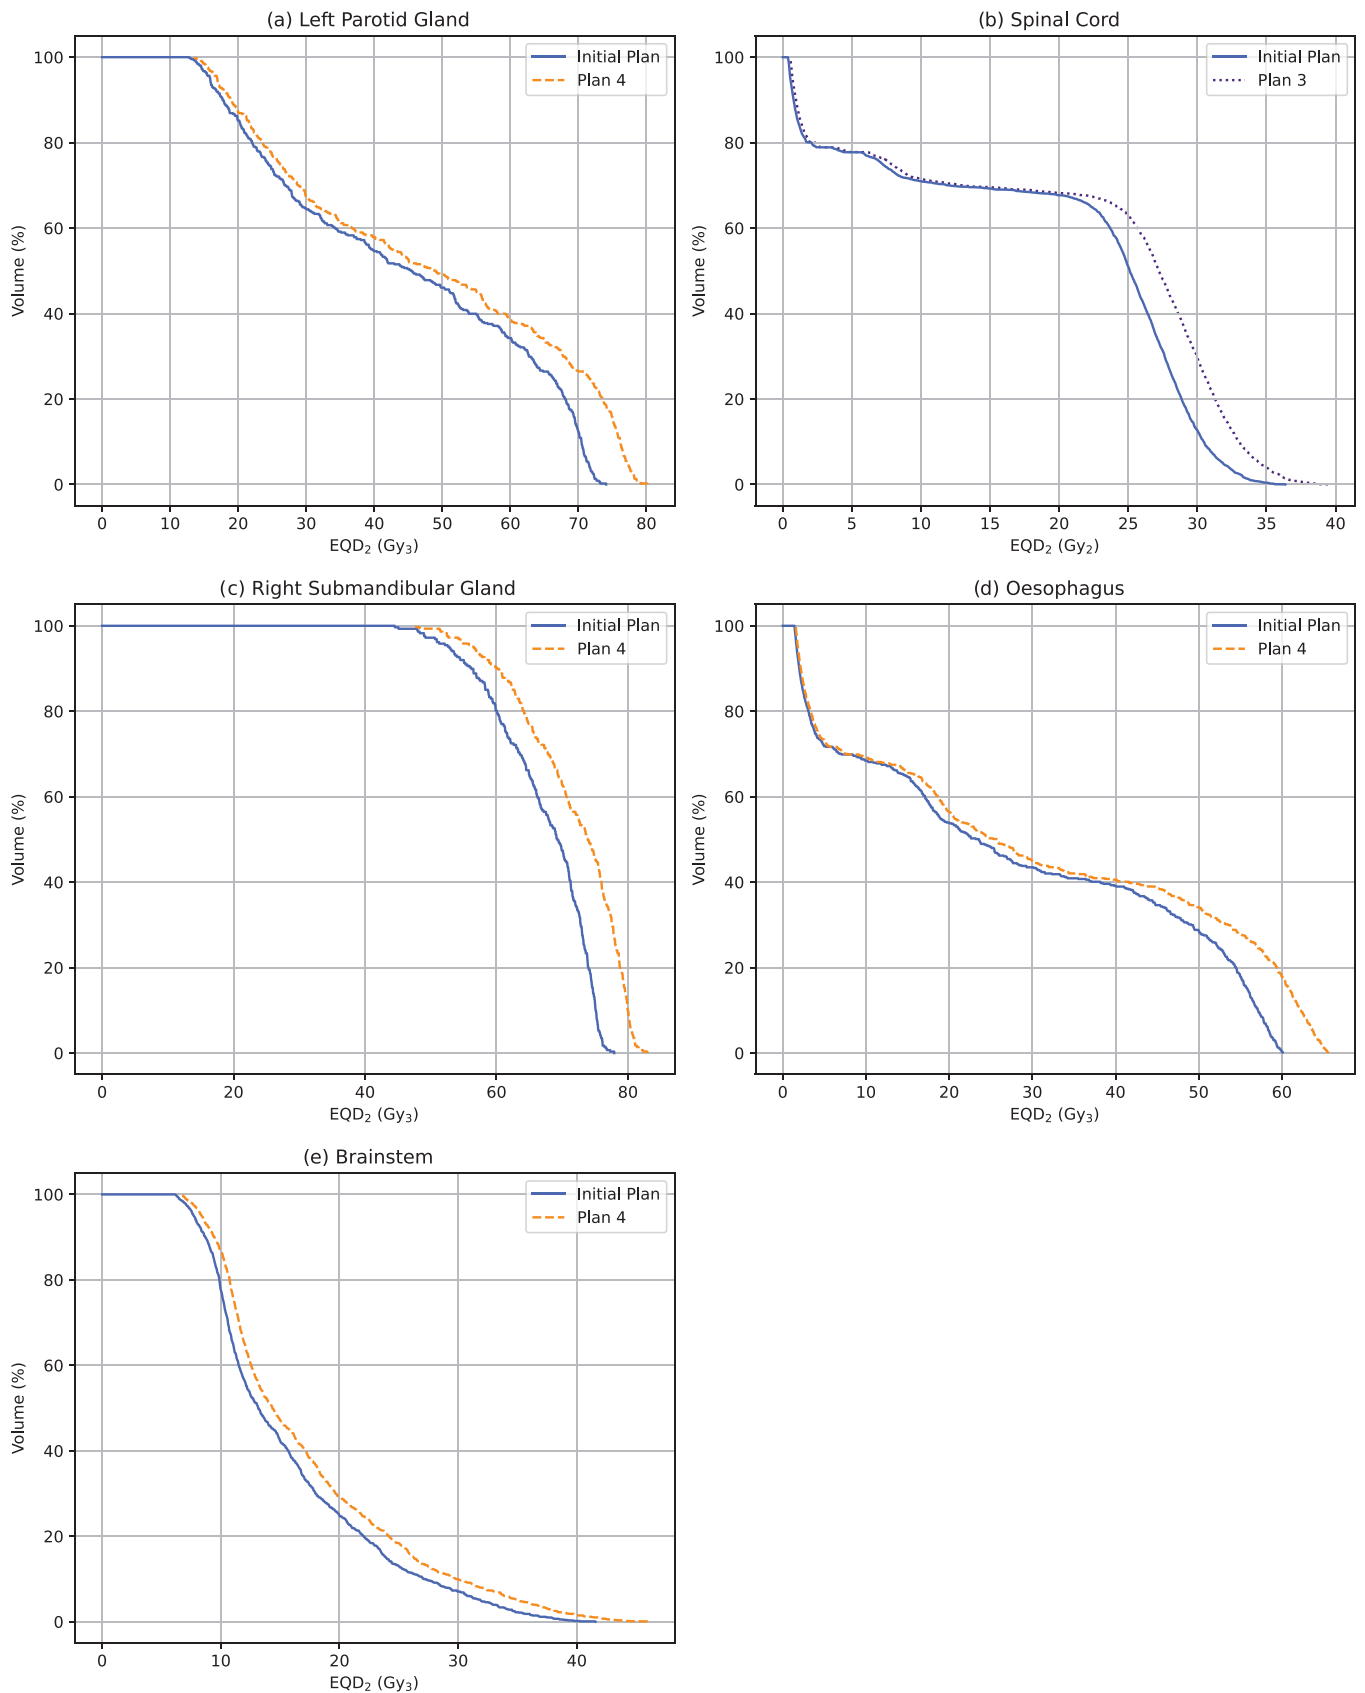 (a) Left Parotid Gland
Initial Plan
Plan 4
100
80
60
40
20
0
Volume (%)
0 10 20 30 40 50 60 70 80
EQD₂ (Gy₃)
(b) Spinal Cord
Initial Plan
Plan 3
100
80
60
40
20
0
Volume (%)
0 5 10 15 20 25 30 35 40
EQD₂ (Gy₂)
(c) Right Submandibular Gland
Initial Plan
Plan 4
100
80
60
40
20
0
Volume (%)
0 20 40 60 80
EQD₂ (Gy₃)
(d) Oesophagus
Initial Plan
Plan 4
100
80
60
40
20
0
Volume (%)
0 10 20 30 40 50 60
EQD₂ (Gy₃)
(e) Brainstem
Initial Plan
Plan 4
100
80
60
40
20
0
Volume (%)
0 10 20 30 40
EQD₂ (Gy₃)